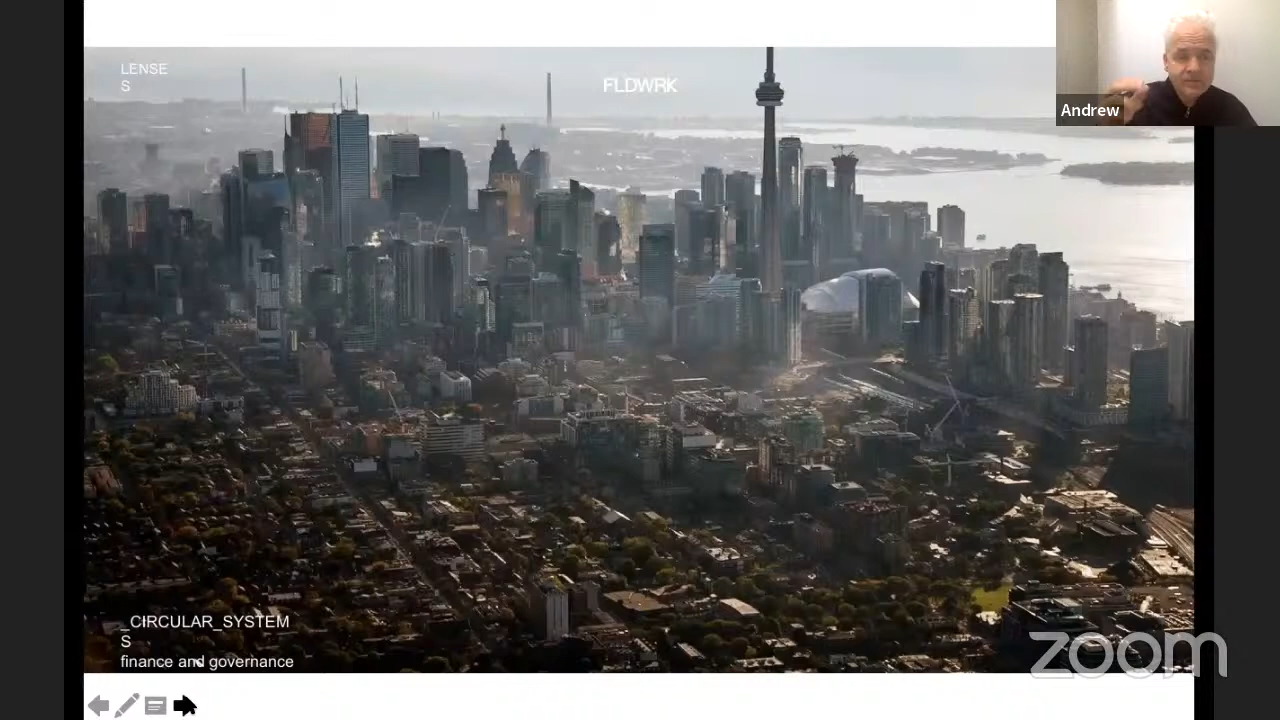 LENSE
S
FLDWRK
Andrew
_CIRCULAR_SYSTEM
S
finance and governance
zoom